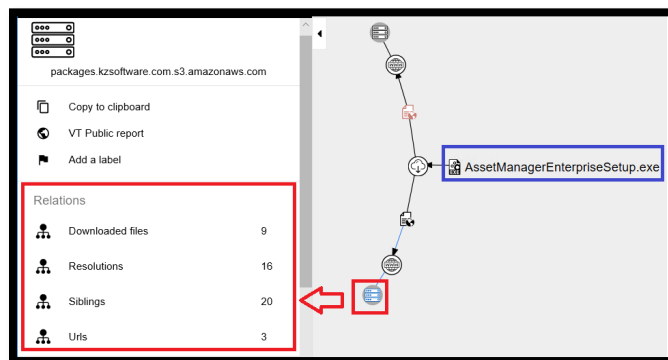 packages.kzsoftware.com.s3.amazonaws.com
Copy to clipboard
VT Public report
Add a label
Relations
Downloaded files 9
Resolutions 16
Siblings 20
Urls 3
AssetManagerEnterpriseSetup.exe